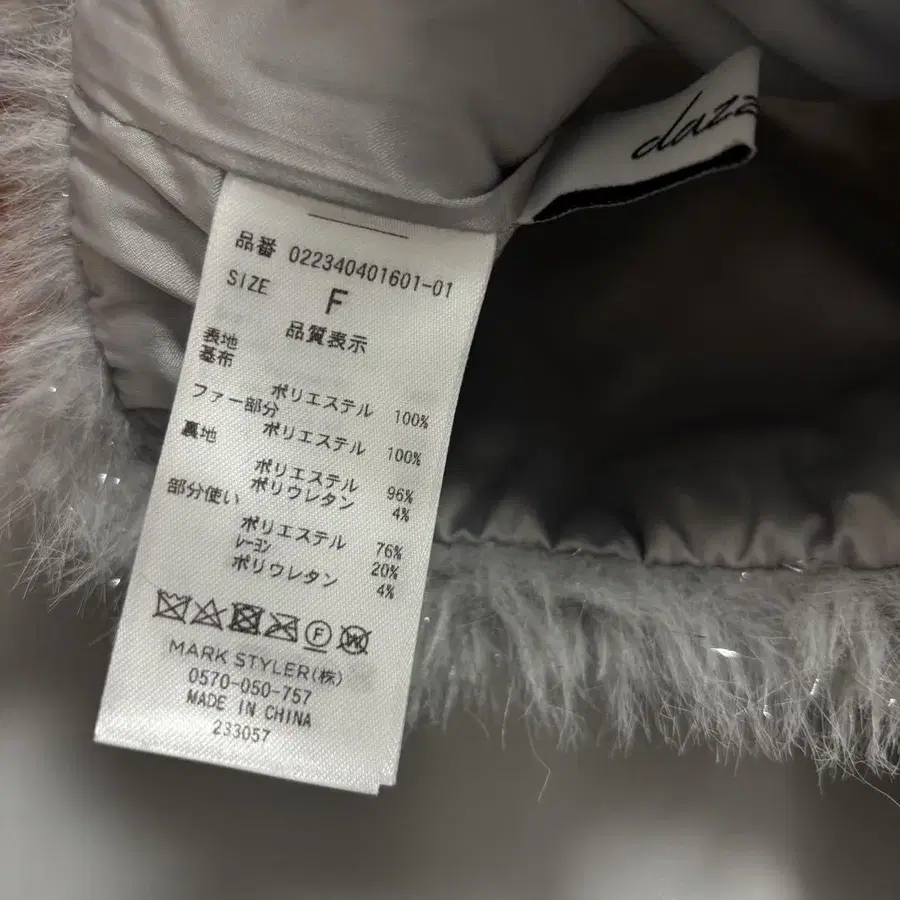 daza
品番 022340401601-01
SIZE F
品質表示
表地
基布
ポリエステル 100%
ファー部分
ポリエステル 100%
裏地
ポリエステル 96%
ポリウレタン 4%
部分使い
ポリエステル 76%
レーヨン 20%
ポリウレタン 4%
F W
MARK STYLER(株)
0570-050-757
MADE IN CHINA
233057